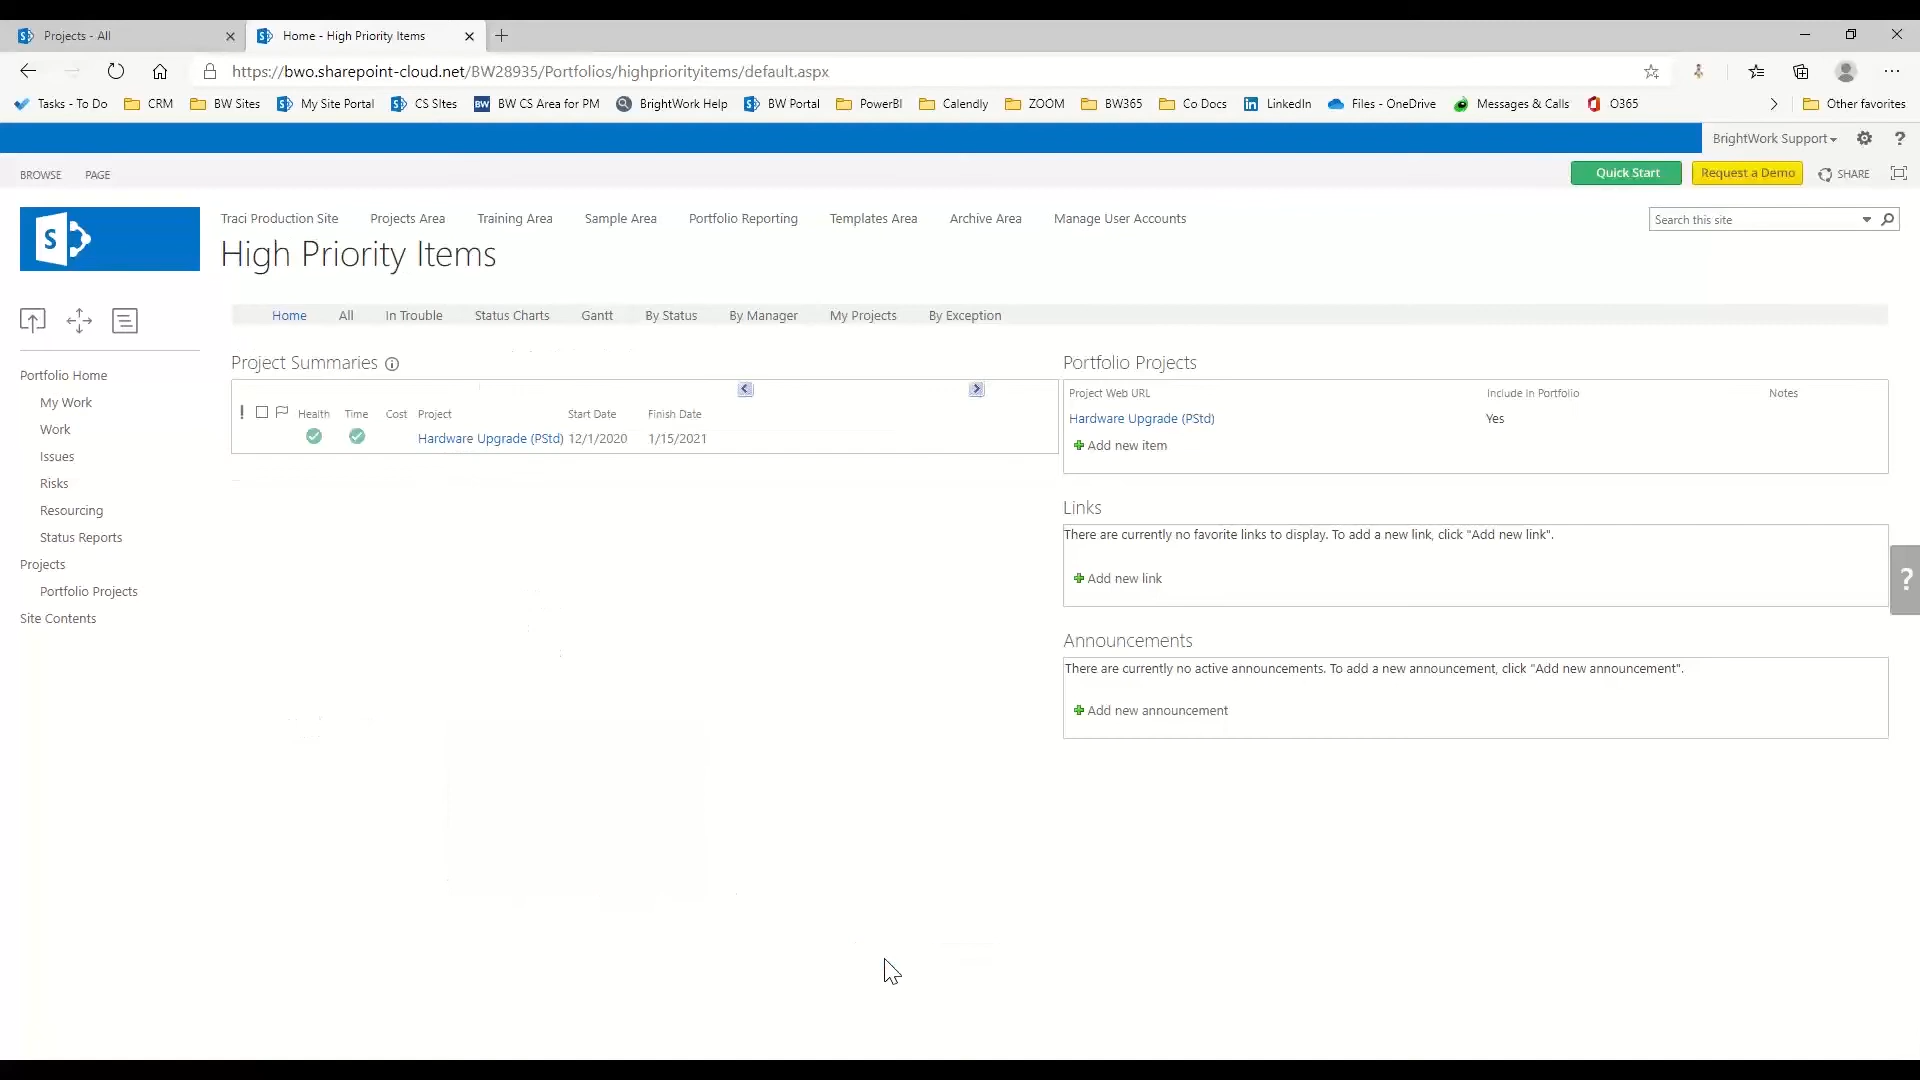 Projects - All
Home - High Priority Items
https://bwo.sharepoint-cloud.net/BW28935/Portfolios/highpriorityitems/default.aspx
Tasks - To Do CRM BW Sites My Site Portal CS SItes BW BW CS Area for PM BrightWork Help BW Portal PowerBI Calendly ZOOM BW365 Co Docs LinkedIn Files - OneDrive Messages & Calls O365 Other favorites
BrightWork Support ?
BROWSE PAGE Quick Start Request a Demo SHARE
S
Traci Production Site Projects Area Training Area Sample Area Portfolio Reporting Templates Area Archive Area Manage User Accounts
Search this site
High Priority Items
Home All In Trouble Status Charts Gantt By Status By Manager My Projects By Exception
Portfolio Home
My Work
Work
Issues
Risks
Resourcing
Status Reports
Projects
Portfolio Projects
Site Contents
Project Summaries
! Health Time Cost Project Start Date Finish Date
Hardware Upgrade (PStd) 12/1/2020 1/15/2021
Portfolio Projects
Project Web URL Include In Portfolio Notes
Hardware Upgrade (PStd) Yes
Add new item
Links
There are currently no favorite links to display. To add a new link, click "Add new link".
Add new link
?
Announcements
There are currently no active announcements. To add a new announcement, click "Add new announcement".
Add new announcement